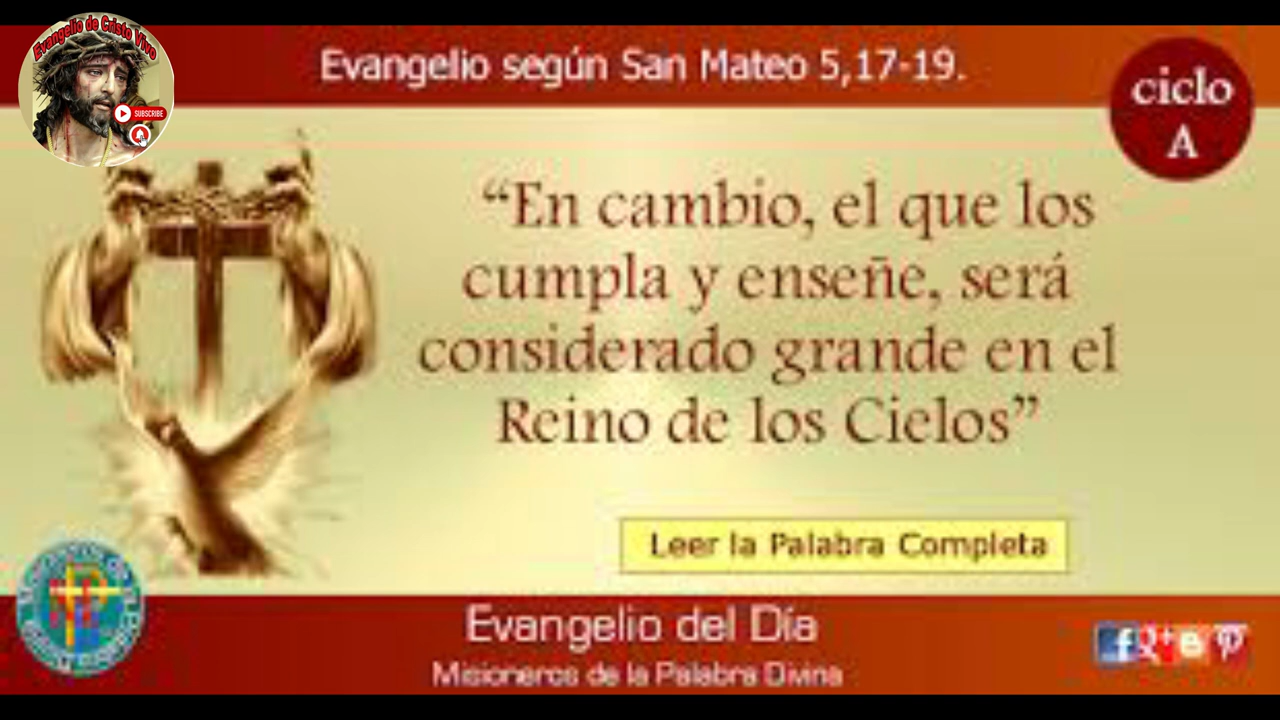 Evangelio de Cristo Vivo
SUBSCRIBE
Evangelio según San Mateo 5,17-19.
ciclo
A
“En cambio, el que los
cumpla y enseñe, será
considerado grande en el
Reino de los Cielos”
Leer la Palabra Completa
Evangelio del Día
Misioneros de la Palabra Divina